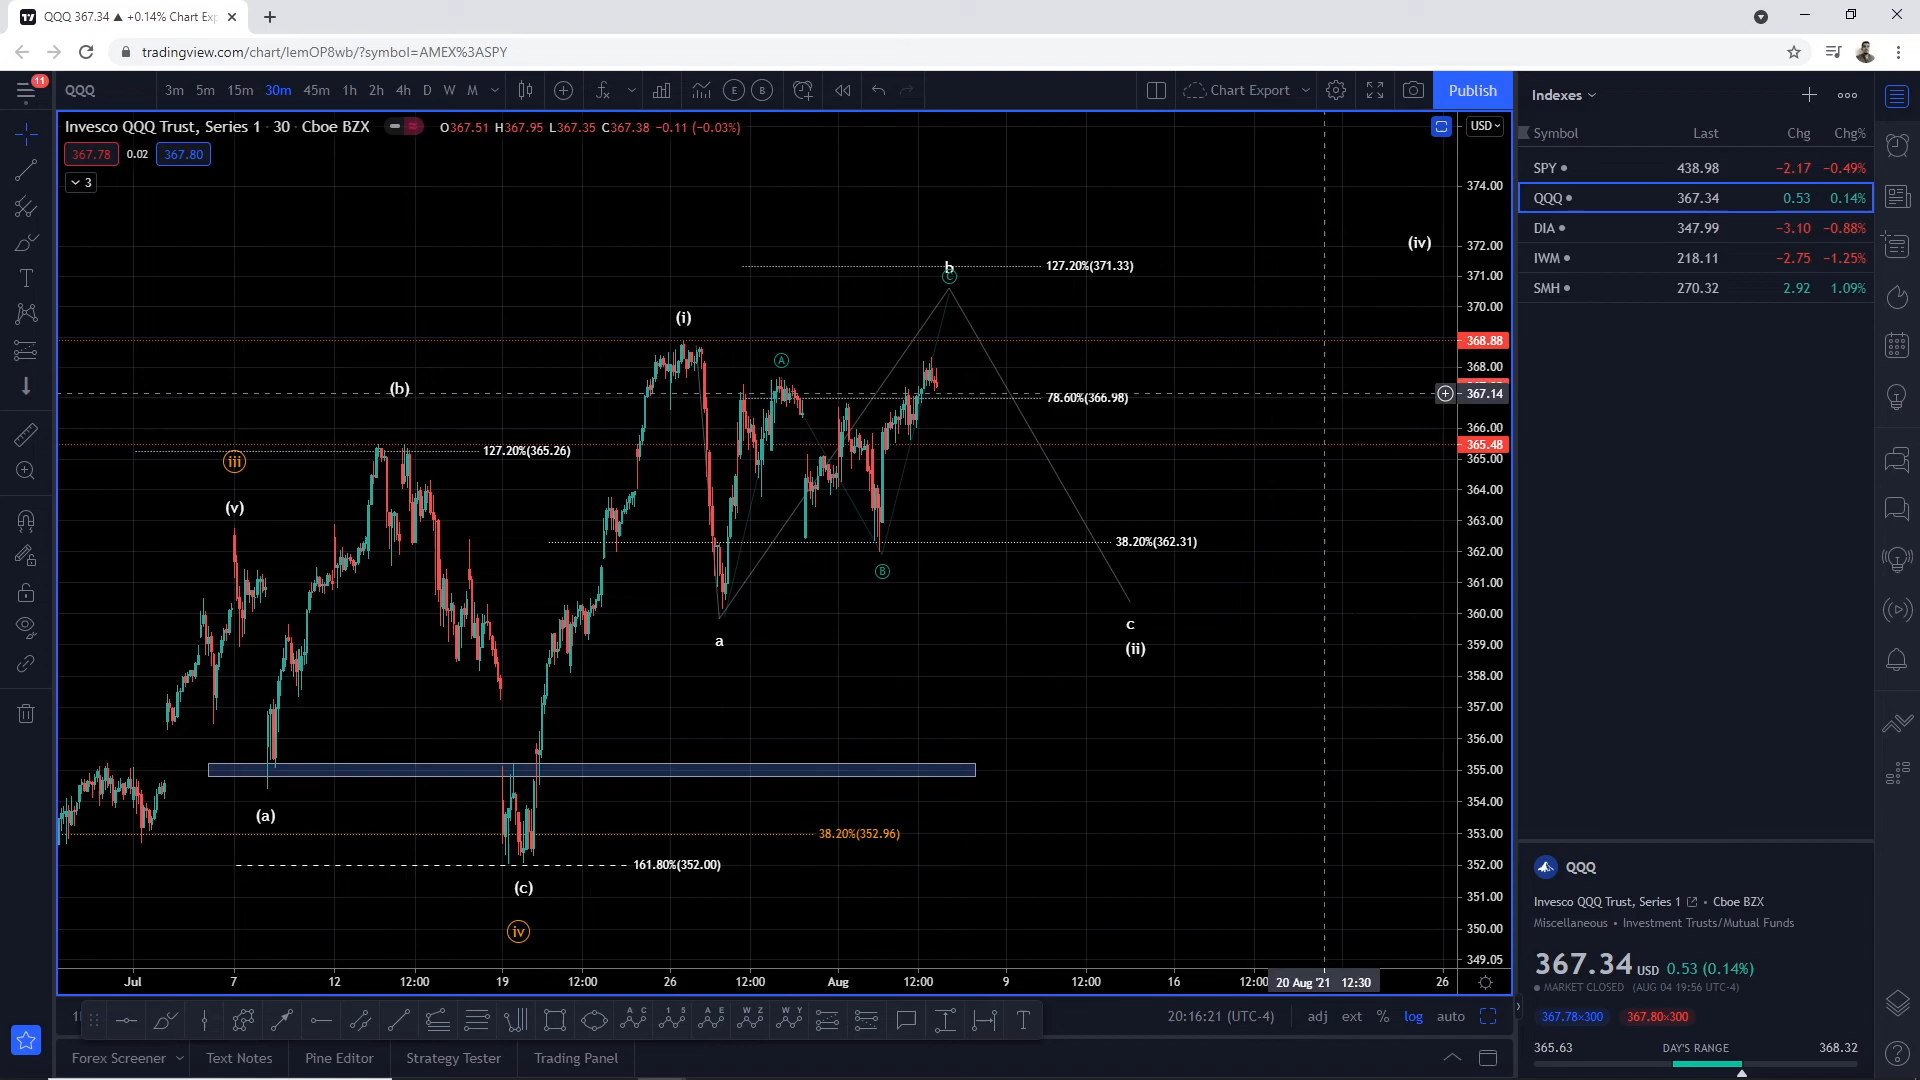 QQQ 367.34 ▲ +0.14% Chart Exp
tradingview.com/chart/lemOP8wb/?symbol=AMEX%3ASPY
11
QQQ 3m 5m 15m 30m 45m 1h 2h 4h D W M E B Chart Export Publish
Invesco QQQ Trust, Series 1 · 30 · Cboe BZX O367.51 H367.95 L367.35 C367.38 −0.11 (−0.03%)
USD
367.78 0.02 367.80
3
374.00
372.00
371.00
370.00
368.88
368.00
367.14
366.00
365.48
365.00
364.00
363.00
362.00
361.00
360.00
359.00
358.00
357.00
356.00
355.00
354.00
353.00
352.00
351.00
350.00
349.05
(iv)
127.20%(371.33)
b
C
(i)
A
(b)
78.60%(366.98)
127.20%(365.26)
iii
(v)
38.20%(362.31)
B
a
c
(ii)
(a)
38.20%(352.96)
161.80%(352.00)
(c)
iv
Jul 7 12 12:00 19 12:00 26 12:00 Aug 12:00 9 12:00 16 12:00 20 Aug '21 12:30 26
20:16:21 (UTC-4) adj ext % log auto
Forex Screener Text Notes Pine Editor Strategy Tester Trading Panel
Indexes
Symbol Last Chg Chg%
SPY 438.98 −2.17 −0.49%
QQQ 367.34 0.53 0.14%
DIA 347.99 −3.10 −0.88%
IWM 218.11 −2.75 −1.25%
SMH 270.32 2.92 1.09%
QQQ
Invesco QQQ Trust, Series 1 • Cboe BZX
Miscellaneous • Investment Trusts/Mutual Funds
367.34 USD 0.53 (0.14%)
MARKET CLOSED (AUG 04 19:56 UTC-4)
367.78×300 367.80×300
365.63 DAY'S RANGE 368.32